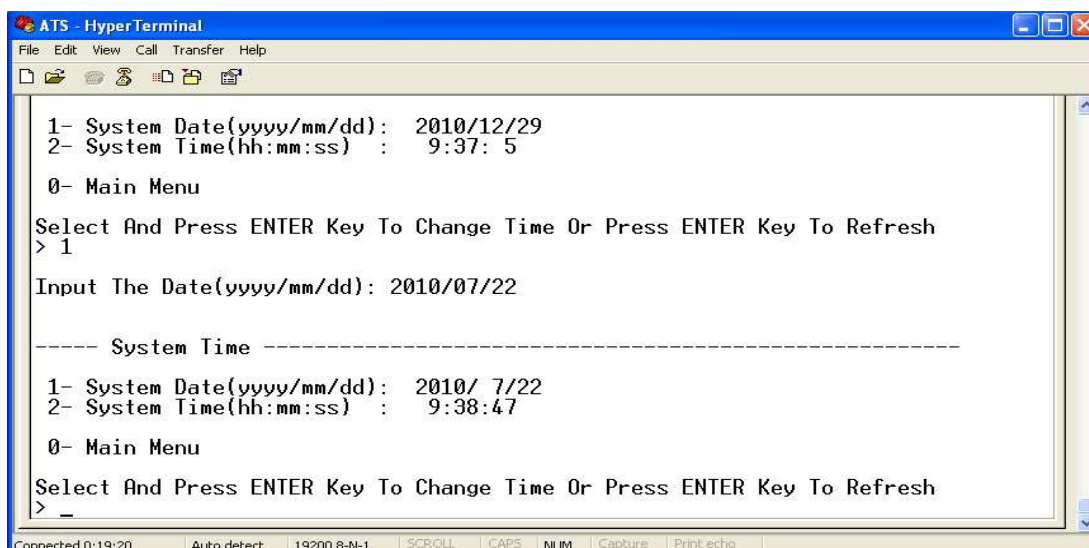 ATS - HyperTerminal
File Edit View Call Transfer Help
1- System Date(yyyy/mm/dd): 2010/12/29
2- System Time(hh:mm:ss) : 9:37: 5
0- Main Menu
Select And Press ENTER Key To Change Time Or Press ENTER Key To Refresh
> 1
Input The Date(yyyy/mm/dd): 2010/07/22
----- System Time ------------------------------------------------------
1- System Date(yyyy/mm/dd): 2010/ 7/22
2- System Time(hh:mm:ss) : 9:38:47
0- Main Menu
Select And Press ENTER Key To Change Time Or Press ENTER Key To Refresh
> _
Connected 0:19:20 Auto detect 19200 8-N-1 SCROLL CAPS NUM Capture Print echo